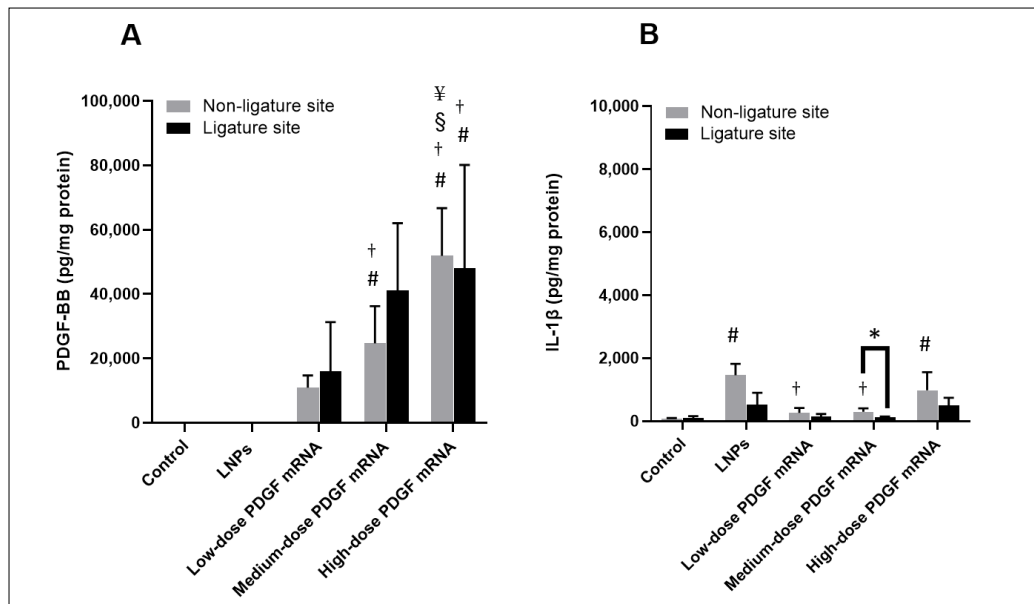 A
PDGF-BB (pg/mg protein)
100,000
80,000
60,000
40,000
20,000
0
Non-ligature site
Ligature site
†
#
¥
§
†
#
†
#
Control
LNPs
Low-dose PDGF mRNA
Medium-dose PDGF mRNA
High-dose PDGF mRNA
B
IL-1β (pg/mg protein)
10,000
8,000
6,000
4,000
2,000
0
Non-ligature site
Ligature site
#
†
†
*
#
Control
LNPs
Low-dose PDGF mRNA
Medium-dose PDGF mRNA
High-dose PDGF mRNA